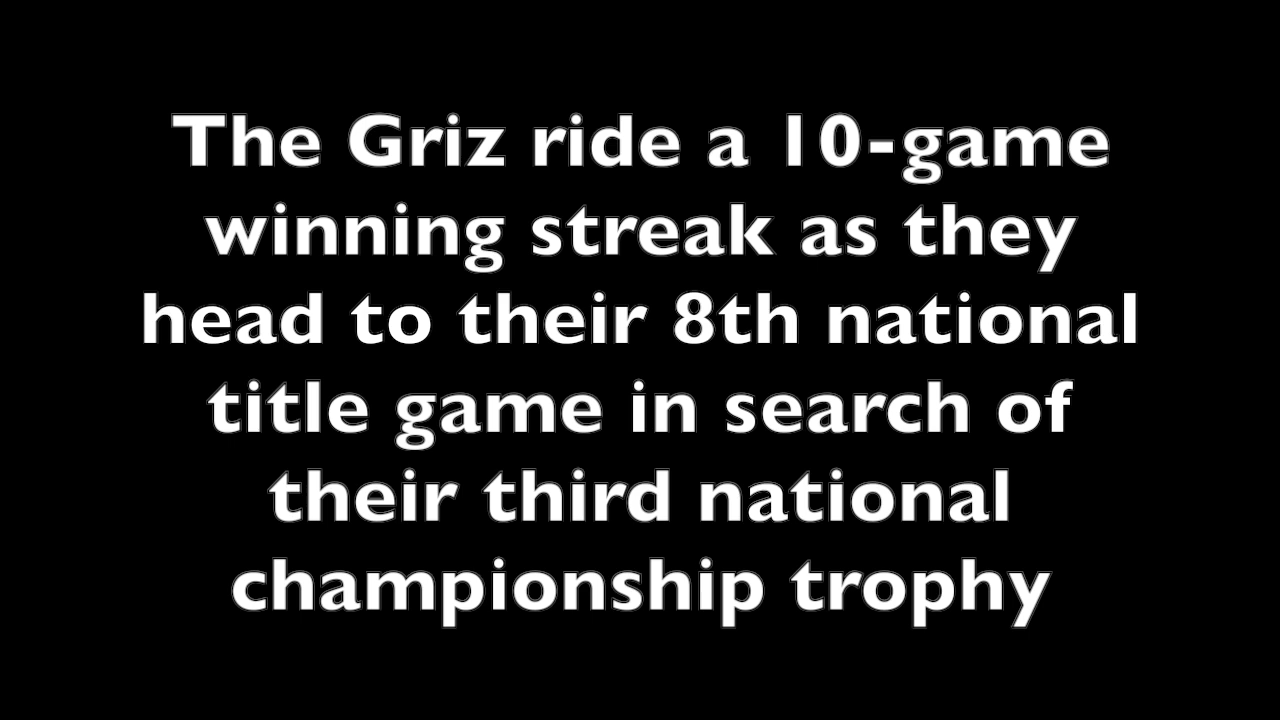 The Griz ride a 10-game
winning streak as they
head to their 8th national
title game in search of
their third national
championship trophy